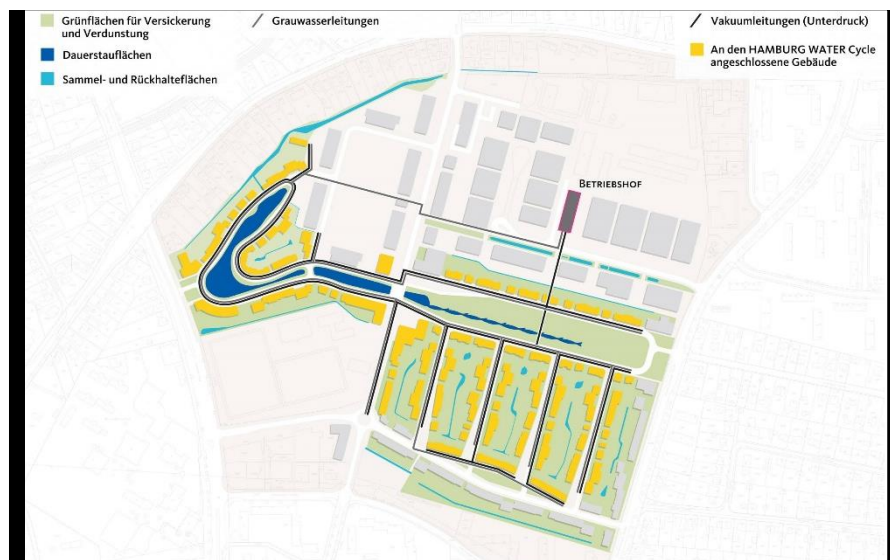 Grünflächen für Versickerung
und Verdunstung
Dauerstauflächen
Sammel- und Rückhalteflächen
Grauwasserleitungen
Vakuumleitungen (Unterdruck)
An den HAMBURG WATER Cycle
angeschlossene Gebäude
BETRIEBSHOF